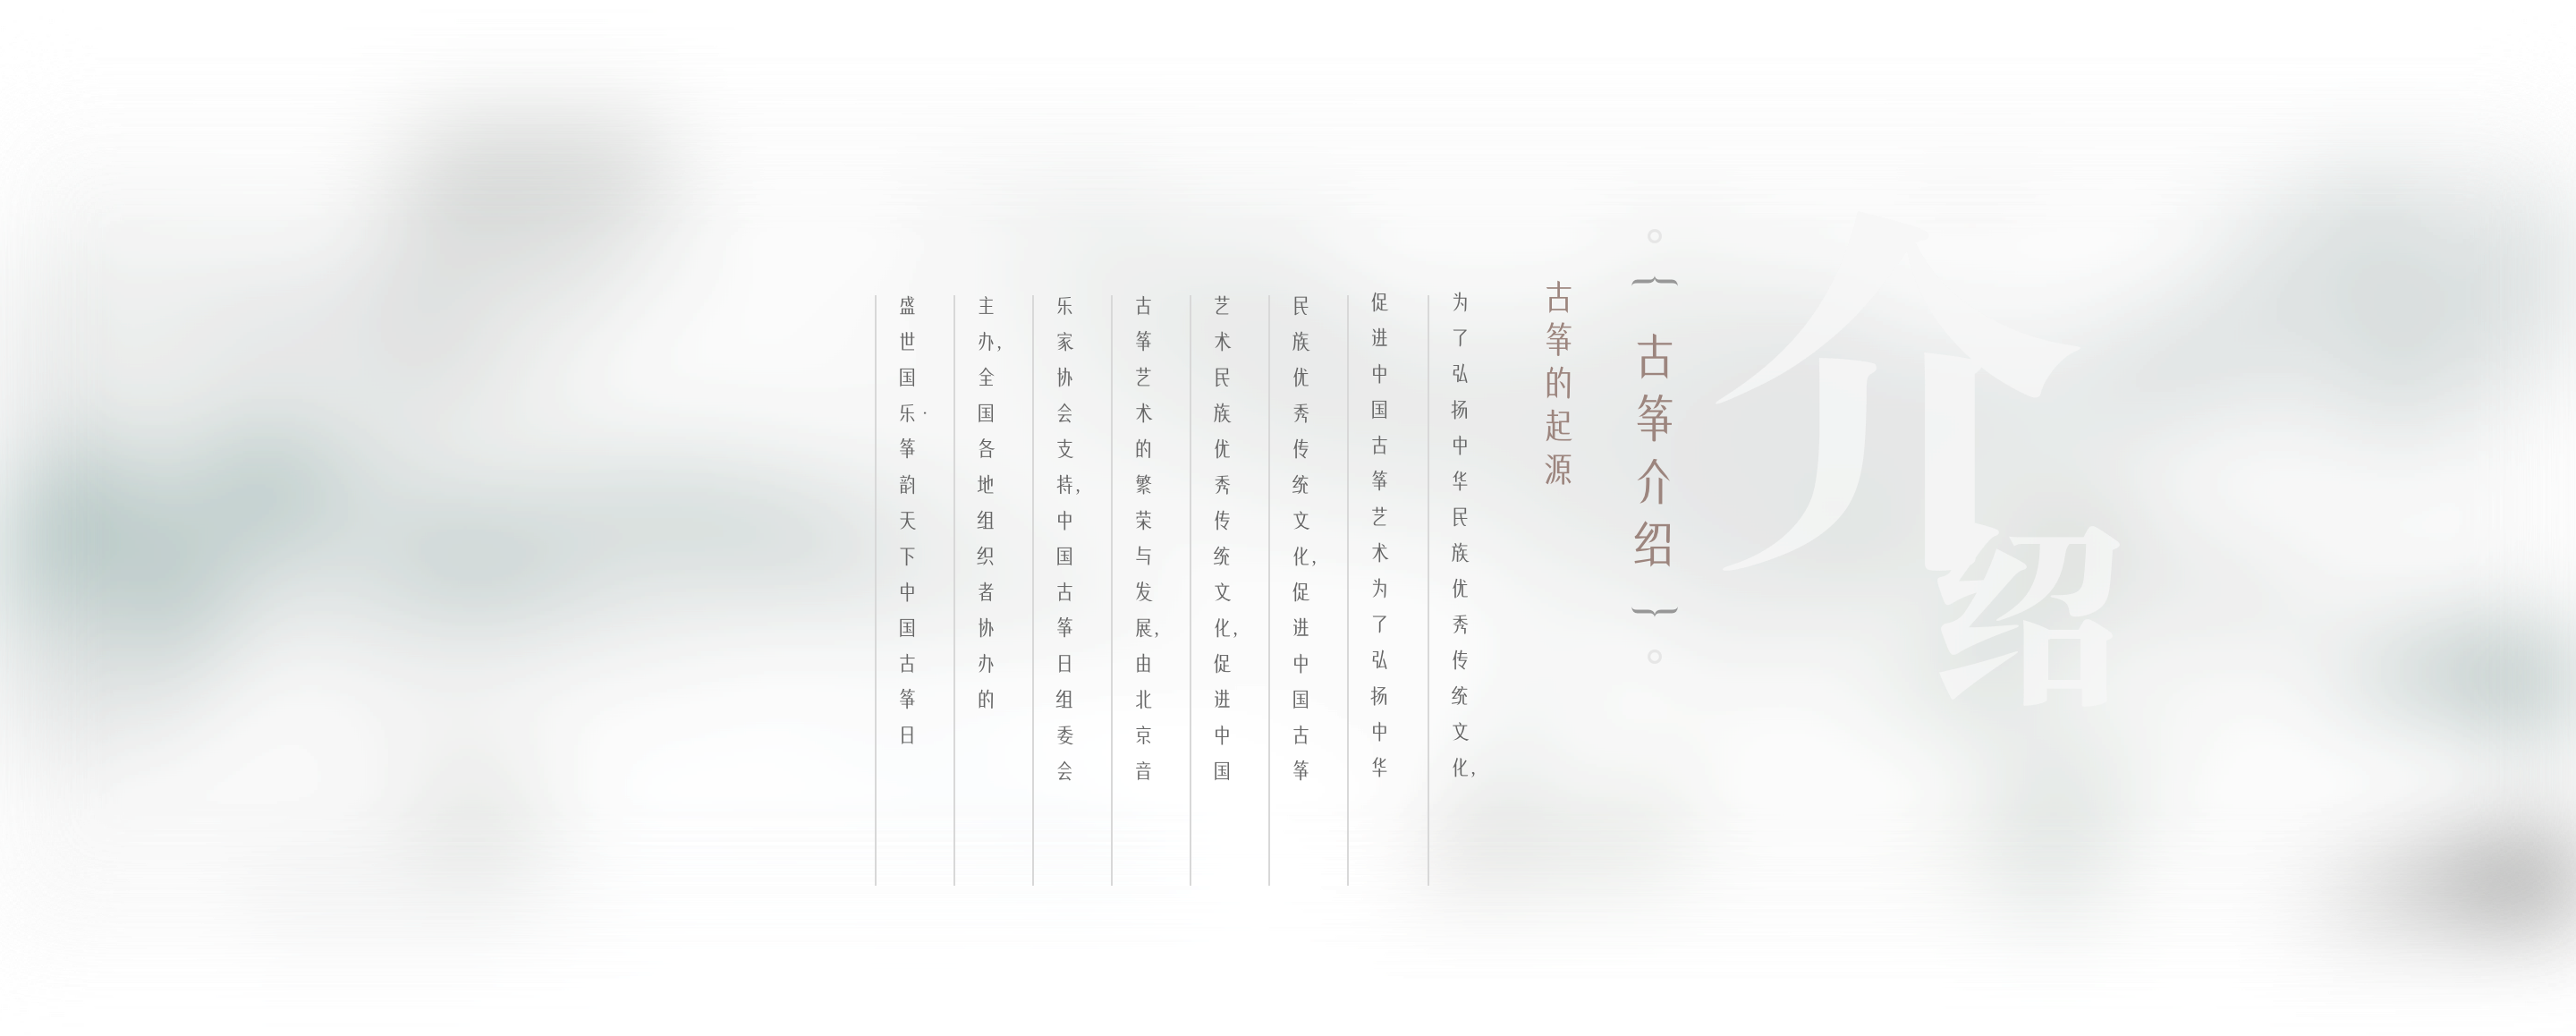 介绍
{ 古筝介绍 }
古筝的起源
为了弘扬中华民族优秀传统文化,
促进中国古筝艺术为了弘扬中华
民族优秀传统文化,促进中国古筝
艺术民族优秀传统文化,促进中国
古筝艺术的繁荣与发展,由北京音
乐家协会支持,中国古筝日组委会
主办,全国各地组织者协办的
盛世国乐·筝韵天下中国古筝日